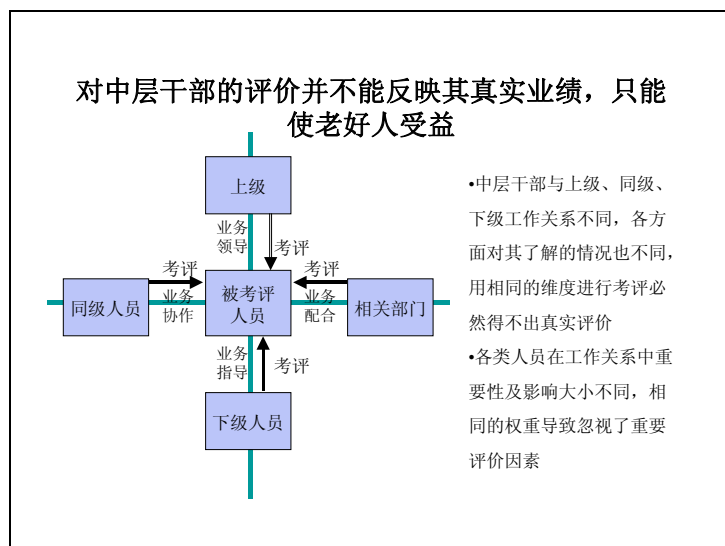 对中层干部的评价并不能反映其真实业绩，只能
使老好人受益
上级
业务
领导
考评
考评
考评
同级人员
业务
协作
被考评
人员
业务
配合
相关部门
业务
指导
考评
下级人员
•中层干部与上级、同级、
下级工作关系不同，各方
面对其了解的情况也不同，
用相同的维度进行考评必
然得不出真实评价
•各类人员在工作关系中重
要性及影响大小不同，相
同的权重导致忽视了重要
评价因素